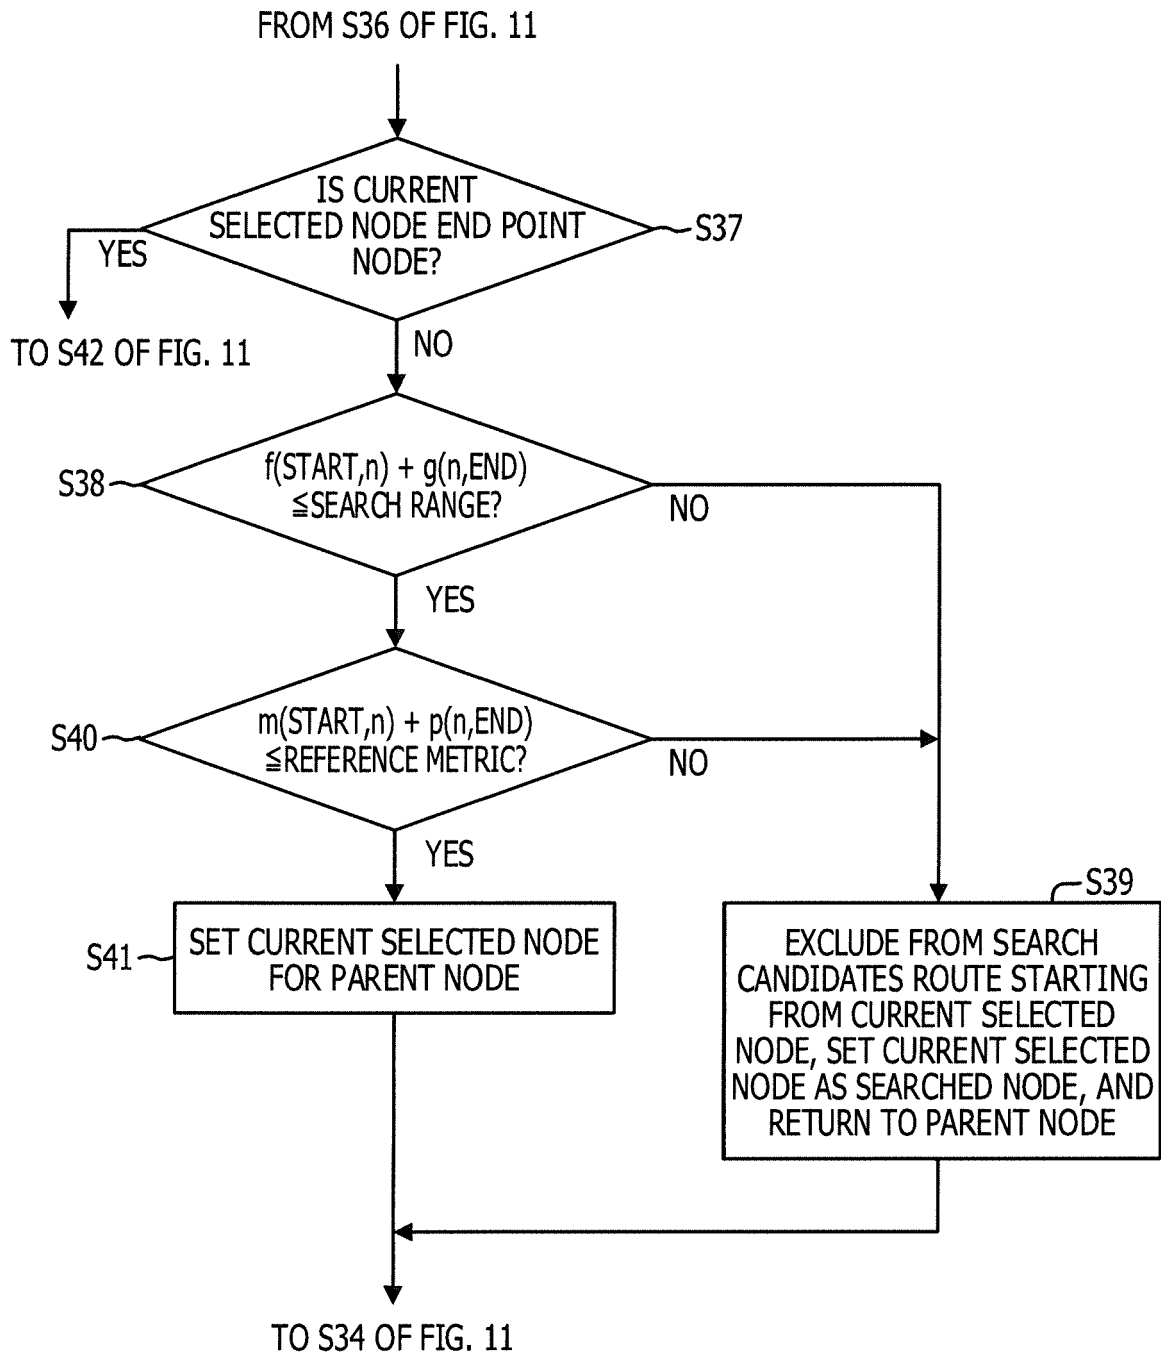 FROM S36 OF FIG. 11
IS CURRENT
SELECTED NODE END POINT
NODE?
S37
YES
TO S42 OF FIG. 11
NO
f(START,n) + g(n,END)
≦SEARCH RANGE?
S38
NO
YES
m(START,n) + p(n,END)
≦REFERENCE METRIC?
S40
NO
YES
S41
SET CURRENT SELECTED NODE
FOR PARENT NODE
S39
EXCLUDE FROM SEARCH
CANDIDATES ROUTE STARTING
FROM CURRENT SELECTED
NODE, SET CURRENT SELECTED
NODE AS SEARCHED NODE, AND
RETURN TO PARENT NODE
TO S34 OF FIG. 11